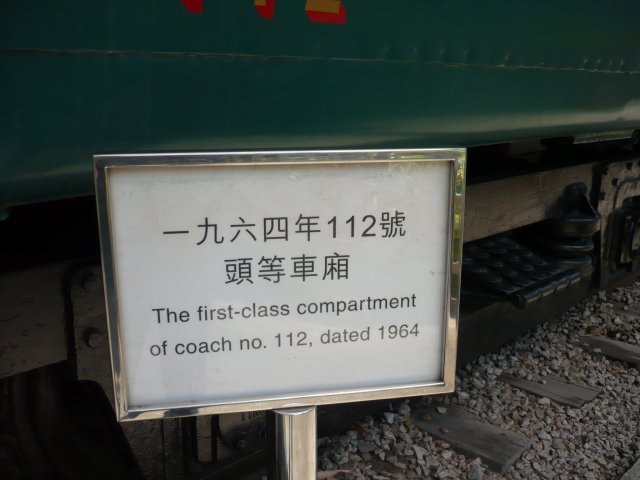 112
一九六四年112號
頭等車廂
The first-class compartment
of coach no. 112, dated 1964